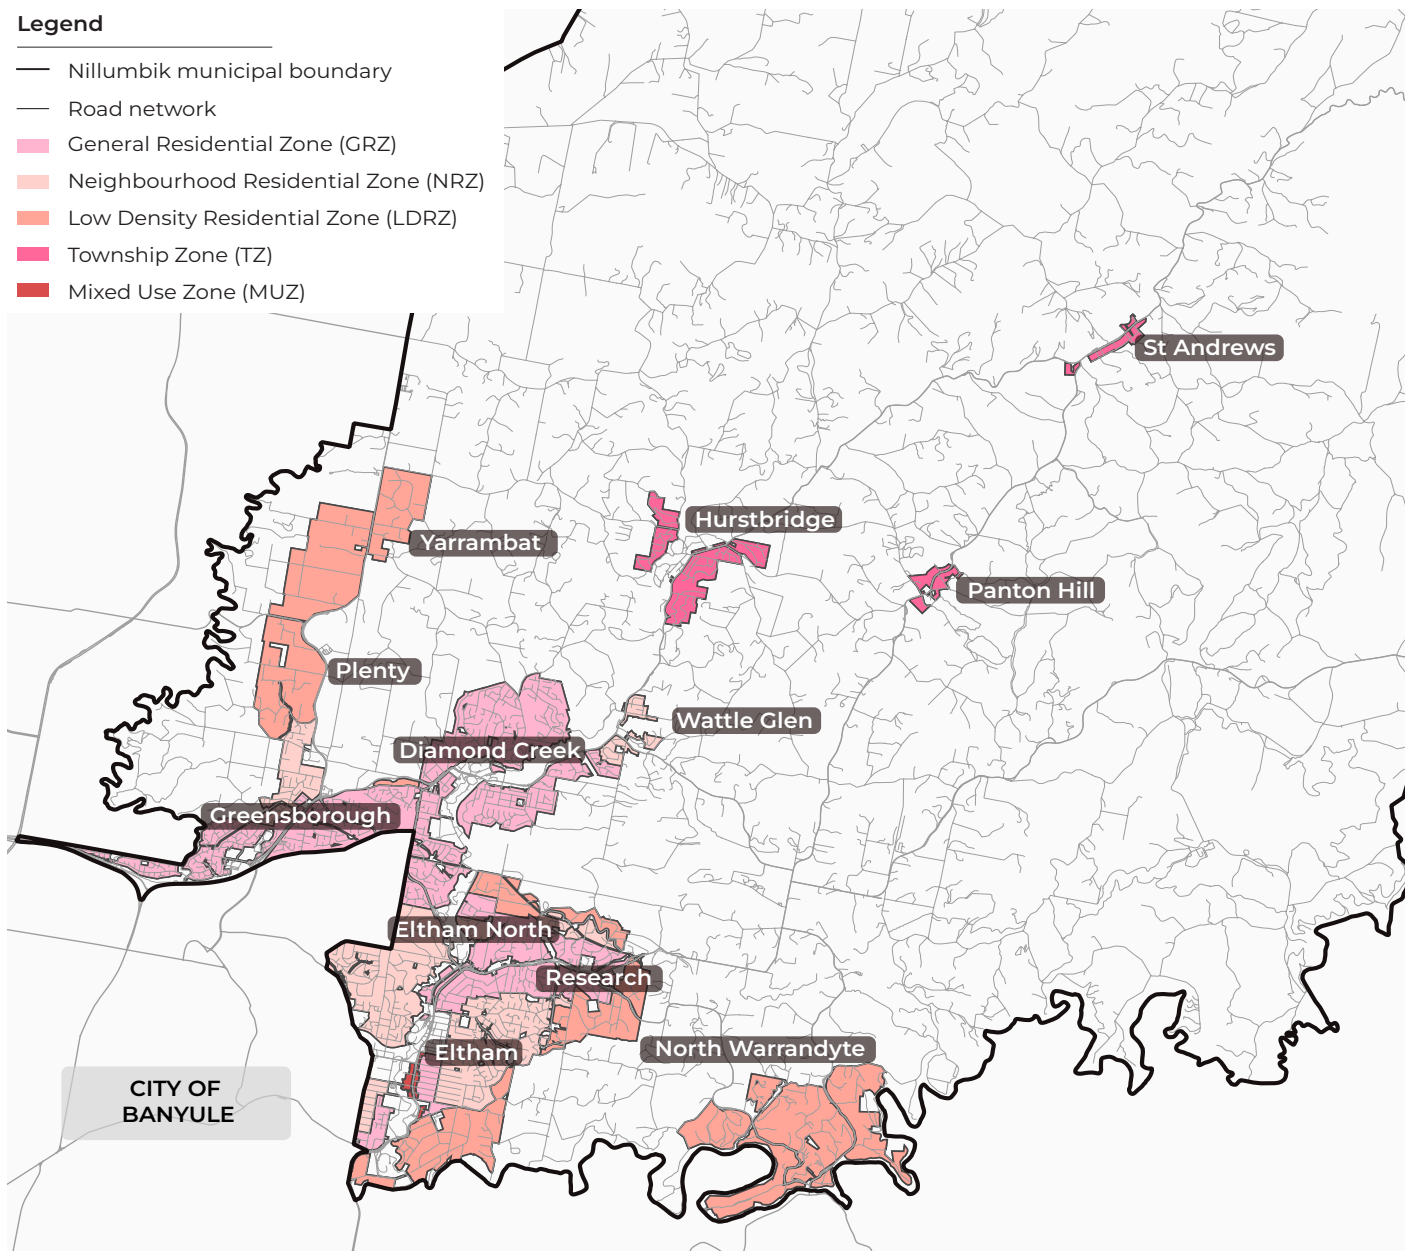 Legend
Nillumbik municipal boundary
Road network
General Residential Zone (GRZ)
Neighbourhood Residential Zone (NRZ)
Low Density Residential Zone (LDRZ)
Township Zone (TZ)
Mixed Use Zone (MUZ)
St Andrews
Hurstbridge
Yarrambat
Panton Hill
Plenty
Wattle Glen
Diamond Creek
Greensborough
Eltham North
Research
North Warrandyte
Eltham
CITY OF
BANYULE